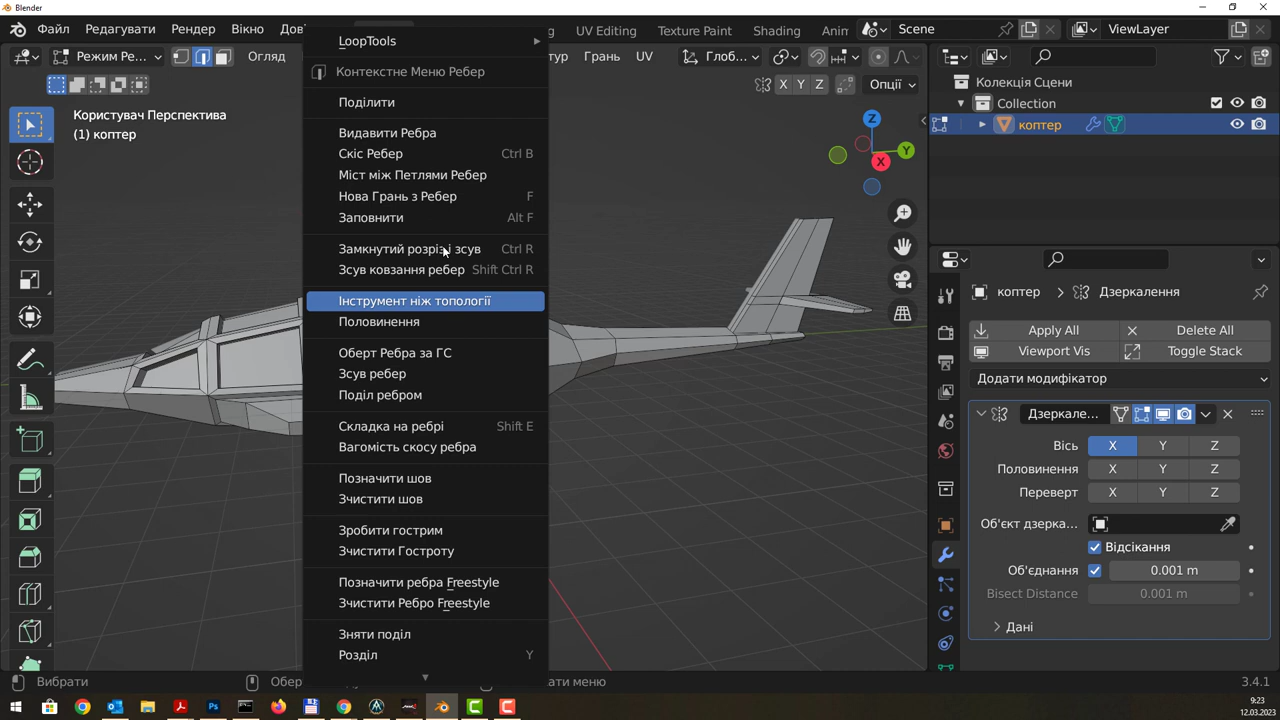 Blender
Файл
Редагувати
Рендер
Вікно
UV Editing
Texture Paint
Shading
Scene
ViewLayer
Режим Ре...
Огляд
Грань
UV
Глоб...
X
Y
Z
Опції
Користувач Перспектива
(1) коптер
LoopTools
Контекстне Меню Ребер
Поділити
Видавити Ребра
Скіс Ребер Ctrl B
Міст між Петлями Ребер
Нова Грань з Ребер F
Заповнити Alt F
Замкнутий розріз і зсув Ctrl R
Зсув ковзання ребер Shift Ctrl R
Інструмент ніж топології
Половинення
Оберт Ребра за ГС
Зсув ребер
Поділ ребром
Складка на ребрі Shift E
Вагомість скосу ребра
Позначити шов
Зчистити шов
Зробити гострим
Зчистити Гостроту
Позначити ребра Freestyle
Зчистити Ребро Freestyle
Зняти поділ
Розділ Y
Z
Y
X
Колекція Сцени
Collection
коптер
коптер
Дзеркалення
Apply All
Delete All
Viewport Vis
Toggle Stack
Додати модифікатор
Дзеркале...
Вісь X Y Z
Половинення X Y Z
Переверт X Y Z
Об'єкт дзерка...
Відсікання
Об'єднання 0.001 m
Bisect Distance 0.001 m
Дані
Вибрати
3.4.1
9:23
12.03.2023